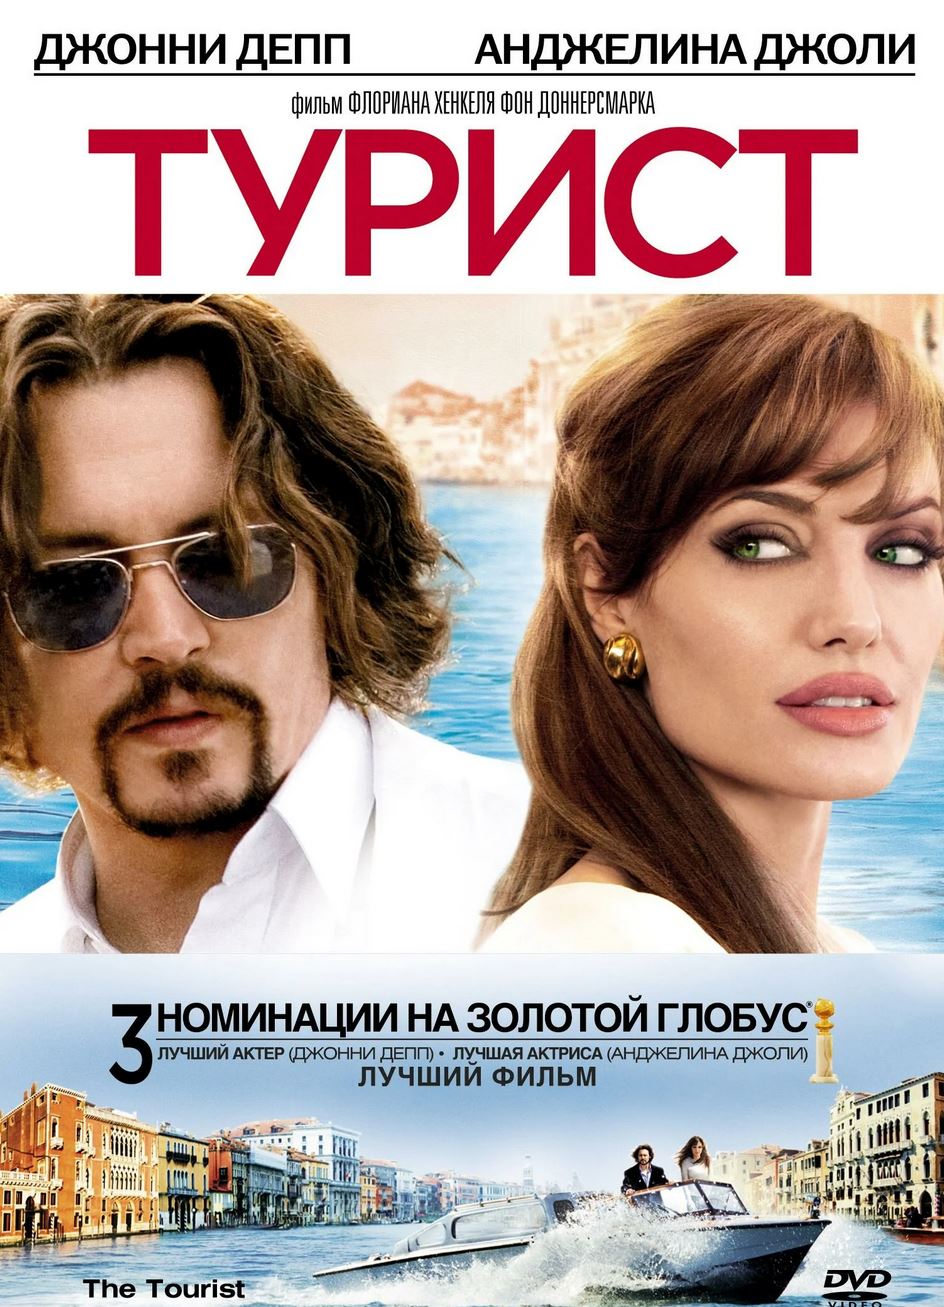 ДЖОННИ ДЕПП АНДЖЕЛИНА ДЖОЛИ
фильм ФЛОРИАНА ХЕНКЕЛЯ ФОН ДОННЕРСМАРКА
ТУРИСТ
3 НОМИНАЦИИ НА ЗОЛОТОЙ ГЛОБУС®
ЛУЧШИЙ АКТЕР (ДЖОННИ ДЕПП) • ЛУЧШАЯ АКТРИСА (АНДЖЕЛИНА ДЖОЛИ)
ЛУЧШИЙ ФИЛЬМ
The Tourist
DVD
VIDEO